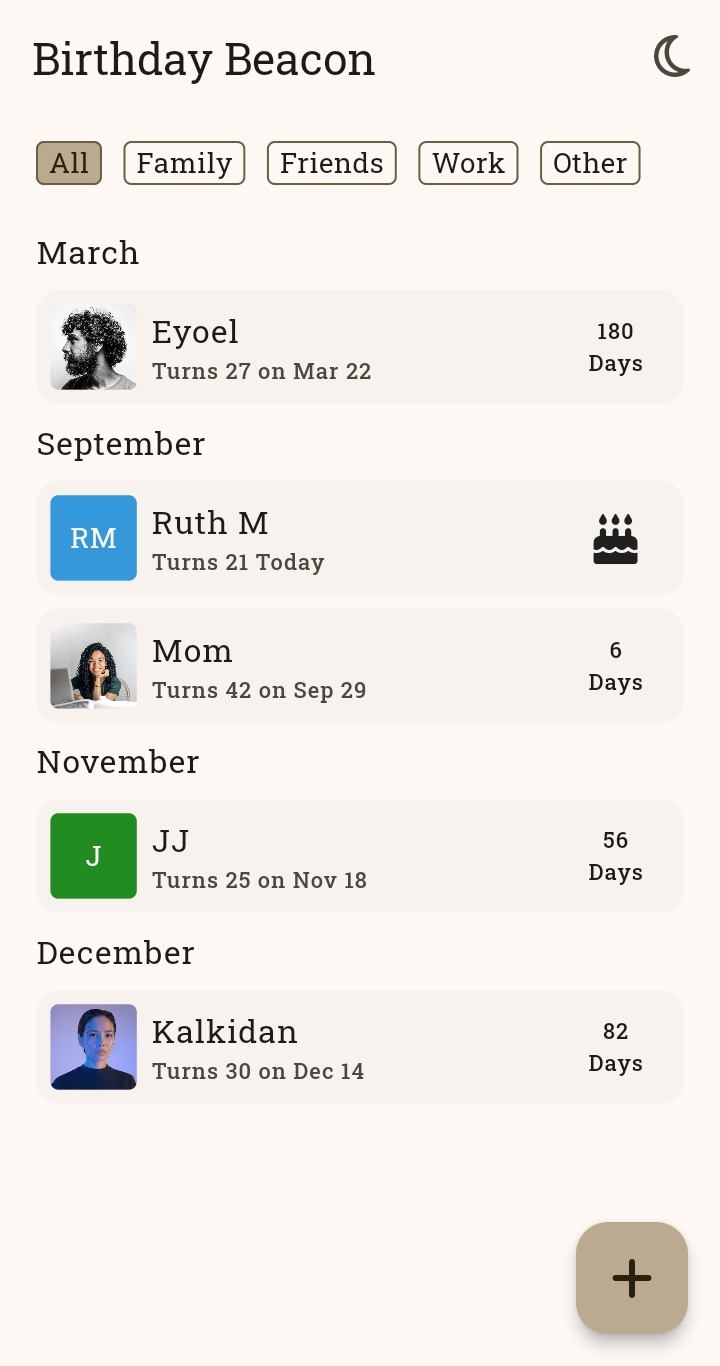 Birthday Beacon
All Family Friends Work Other
March
Eyoel
Turns 27 on Mar 22
180
Days
September
RM
Ruth M
Turns 21 Today
Mom
Turns 42 on Sep 29
6
Days
November
J
JJ
Turns 25 on Nov 18
56
Days
December
Kalkidan
Turns 30 on Dec 14
82
Days